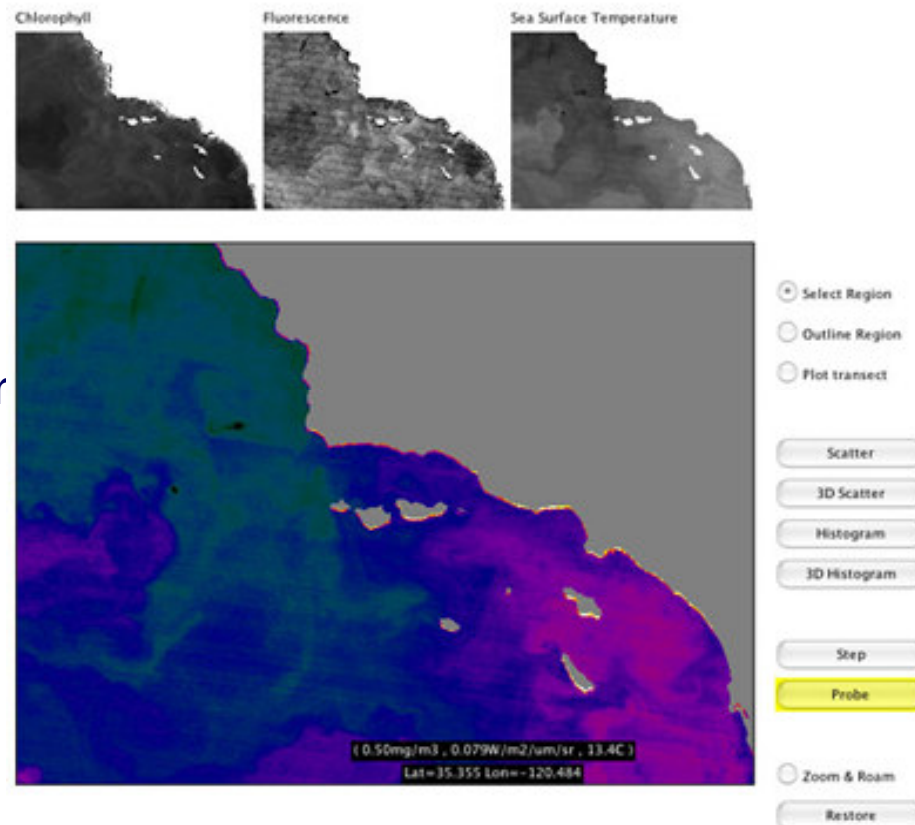 Chlorophyll
Fluorescence
Sea Surface Temperature
Select Region
Outline Region
Plot transect
r
Scatter
3D Scatter
Histogram
3D Histogram
Step
Probe
( 0.50mg/m3 , 0.079W/m2/um/sr , 13.4C )
Lat=35.355 Lon=-120.484
Zoom & Roam
Restore